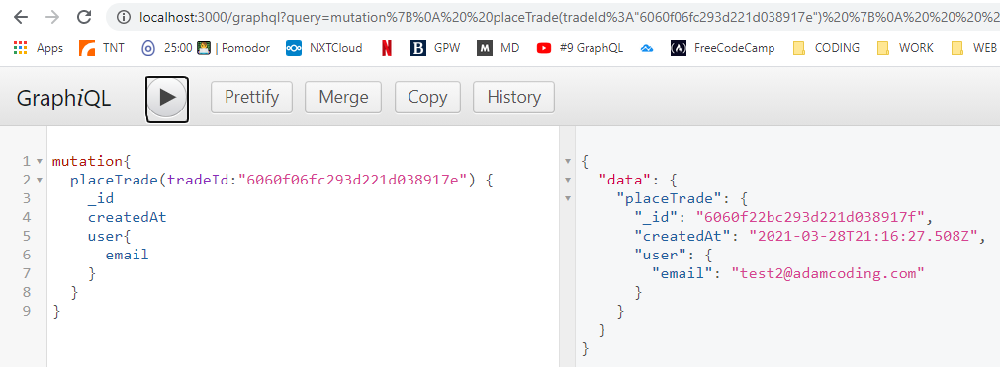 localhost:3000/graphql?query=mutation%7B%0A%20%20placeTrade(tradeId%3A"6060f06fc293d221d038917e")%20%7B%0A%20%20%20%2
Apps TNT 25:00 | Pomodor NXTCloud N B GPW M MD #9 GraphQL (A) FreeCodeCamp CODING WORK WEB
GraphiQL Prettify Merge Copy History
1 mutation{
2 placeTrade(tradeId:"6060f06fc293d221d038917e") {
3 _id
4 createdAt
5 user{
6 email
7 }
8 }
9 }
{
"data": {
"placeTrade": {
"_id": "6060f22bc293d221d038917f",
"createdAt": "2021-03-28T21:16:27.508Z",
"user": {
"email": "test2@adamcoding.com"
}
}
}
}